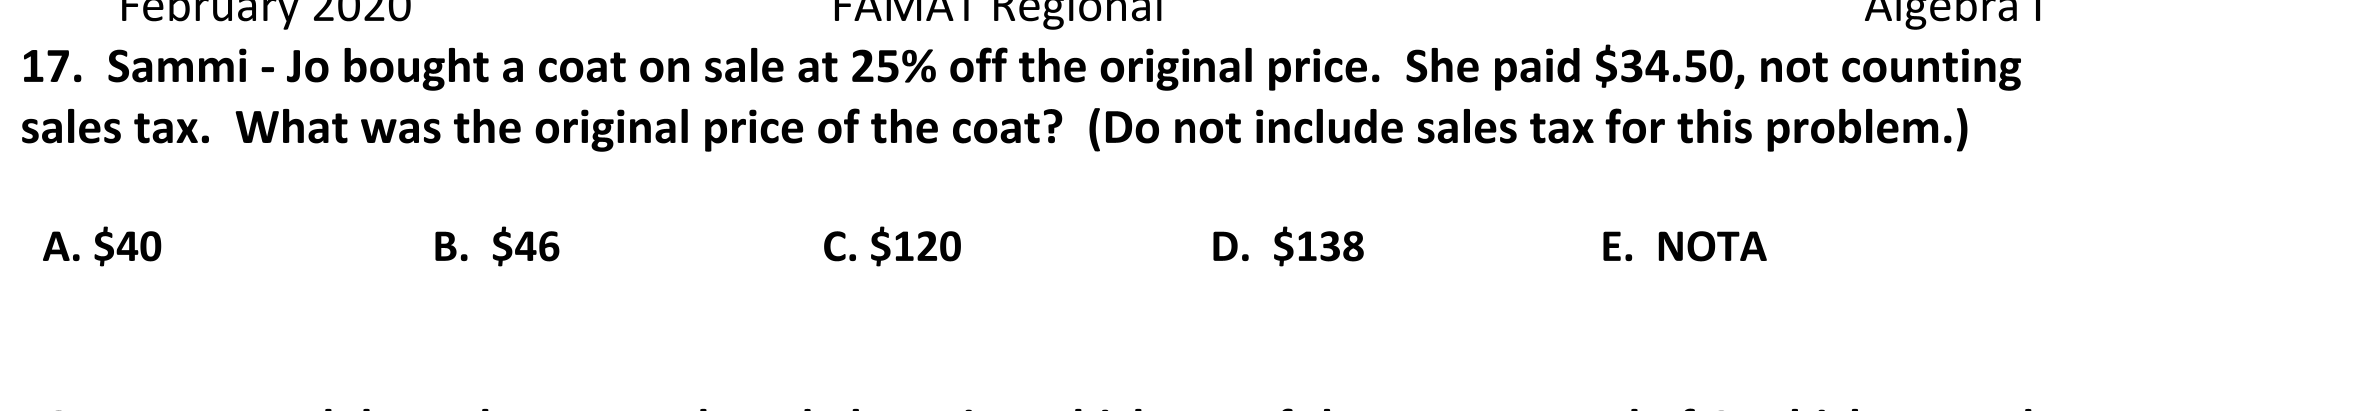 February 2020 FAMAT Regional Algebra I
17. Sammi - Jo bought a coat on sale at 25% off the original price. She paid $34.50, not counting
sales tax. What was the original price of the coat? (Do not include sales tax for this problem.)
A. $40 B. $46 C. $120 D. $138 E. NOTA